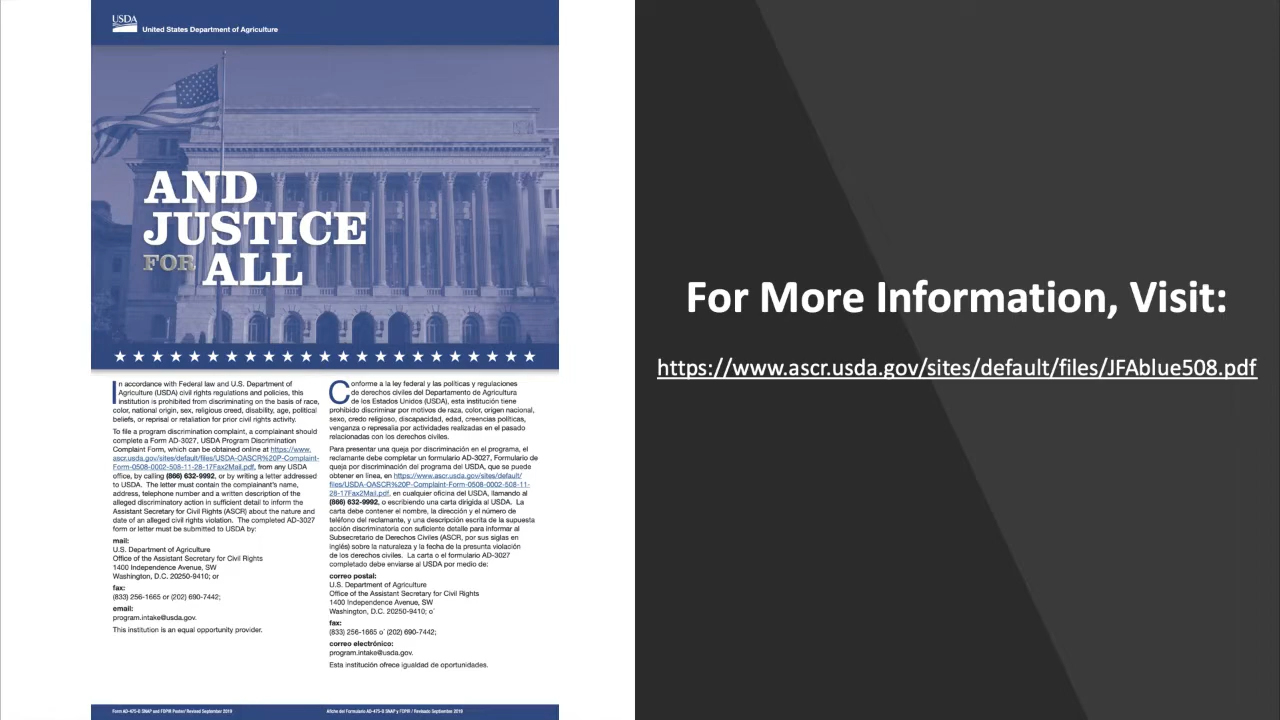 USDA
United States Department of Agriculture
AND
JUSTICE
FOR ALL
In accordance with Federal law and U.S. Department of
Agriculture (USDA) civil rights regulations and policies, this
institution is prohibited from discriminating on the basis of race,
color, national origin, sex, religious creed, disability, age, political
beliefs, or reprisal or retaliation for prior civil rights activity.
To file a program discrimination complaint, a complainant should
complete a Form AD-3027, USDA Program Discrimination
Complaint Form, which can be obtained online at https://www.
ascr.usda.gov/sites/default/files/USDA-OASCR%20P-Complaint-
Form-0508-0002-508-11-28-17Fax2Mail.pdf, from any USDA
office, by calling (866) 632-9992, or by writing a letter addressed
to USDA. The letter must contain the complainant's name,
address, telephone number and a written description of the
alleged discriminatory action in sufficient detail to inform the
Assistant Secretary for Civil Rights (ASCR) about the nature and
date of an alleged civil rights violation. The completed AD-3027
form or letter must be submitted to USDA by:
mail:
U.S. Department of Agriculture
Office of the Assistant Secretary for Civil Rights
1400 Independence Avenue, SW
Washington, D.C. 20250-9410; or
fax:
(833) 256-1665 or (202) 690-7442;
email:
program.intake@usda.gov.
This institution is an equal opportunity provider.
Form AD-475-B SNAP and FDPIR Poster/ Revised September 2019
Conforme a la ley federal y las políticas y regulaciones
de derechos civiles del Departamento de Agricultura
de los Estados Unidos (USDA), esta institución tiene
prohibido discriminar por motivos de raza, color, origen nacional,
sexo, credo religioso, discapacidad, edad, creencias políticas,
venganza o represalia por actividades realizadas en el pasado
relacionadas con los derechos civiles.
Para presentar una queja por discriminación en el programa, el
reclamante debe completar un formulario AD-3027, Formulario de
queja por discriminación del programa del USDA, que se puede
obtener en línea, en https://www.ascr.usda.gov/sites/default/
files/USDA-OASCR%20P-Complaint-Form-0508-0002-508-11-
28-17Fax2Mail.pdf, en cualquier oficina del USDA, llamando al
(866) 632-9992, o escribiendo una carta dirigida al USDA. La
carta debe contener el nombre, la dirección y el número de
teléfono del reclamante, y una descripción escrita de la supuesta
acción discriminatoria con suficiente detalle para informar al
Subsecretario de Derechos Civiles (ASCR, por sus siglas en
inglés) sobre la naturaleza y la fecha de la presunta violación
de los derechos civiles. La carta o el formulario AD-3027
completado debe enviarse al USDA por medio de:
correo postal:
U.S. Department of Agriculture
Office of the Assistant Secretary for Civil Rights
1400 Independence Avenue, SW
Washington, D.C. 20250-9410; o´
fax:
(833) 256-1665 o´ (202) 690-7442;
correo electrónico:
program.intake@usda.gov.
Esta institución ofrece igualdad de oportunidades.
Afiche del Formulario AD-475-B SNAP y FDPIR / Revisado Septiembre 2019
For More Information, Visit:
https://www.ascr.usda.gov/sites/default/files/JFAblue508.pdf